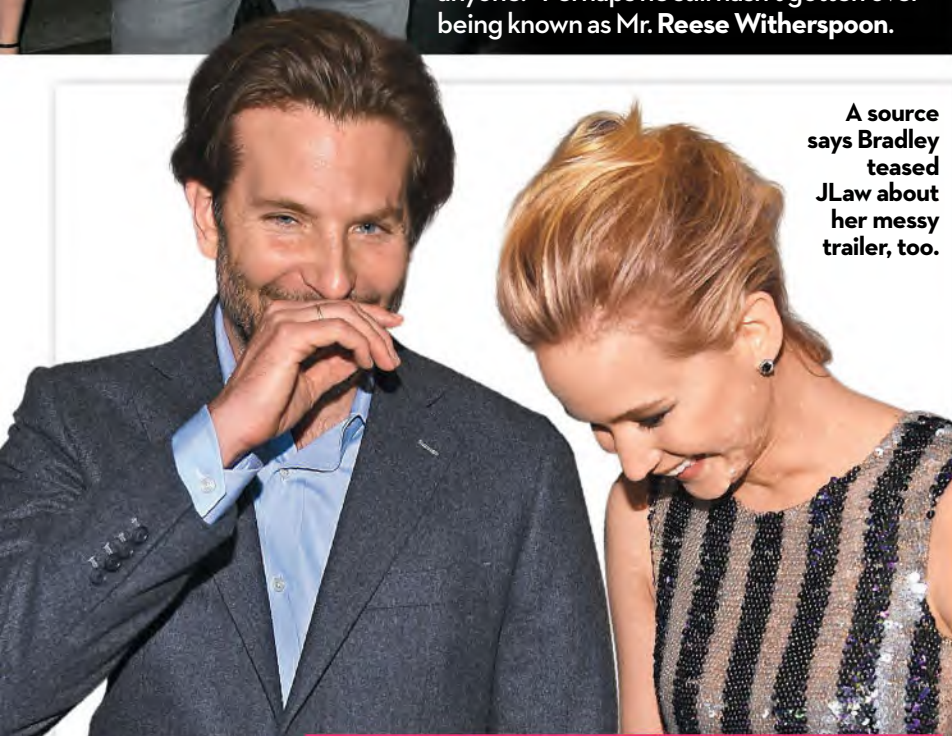 being known as Mr. Reese Witherspoon.
A source
says Bradley
teased
JLaw about
her messy
trailer, too.